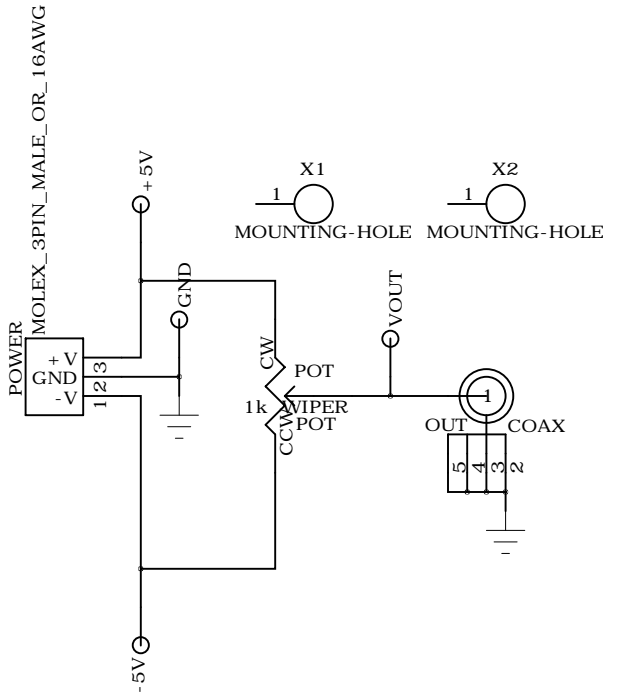 MOLEX_3PIN_MALE_OR_16AWG
POWER
+5V
X1
1
MOUNTING-HOLE
X2
1
MOUNTING-HOLE
GND
VOUT
+V
3
GND
2
-V
1
CW
POT
1k
WIPER
POT
CCW
1
OUT
COAX
5
4
3
2
-5V